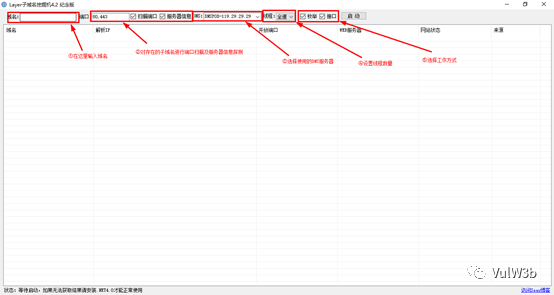 Layer子域名挖掘机4.2 纪念版
域名: 端口 80,443 扫描端口 服务器信息 DNS: DNSPOD-119.29.29.29 线程: 全速 枚举 接口 启 动
域名 解析IP 开放端口 WEB服务器 网站状态 来源
①在这里输入域名
②对存在的子域名进行端口扫描及服务器信息探测
③选择使用的DNS服务器
④设置线程数量
⑤选择工作方式
VulW3b
状态: 等待启动,如果无法获取结果请安装.NET4.0才能正常使用